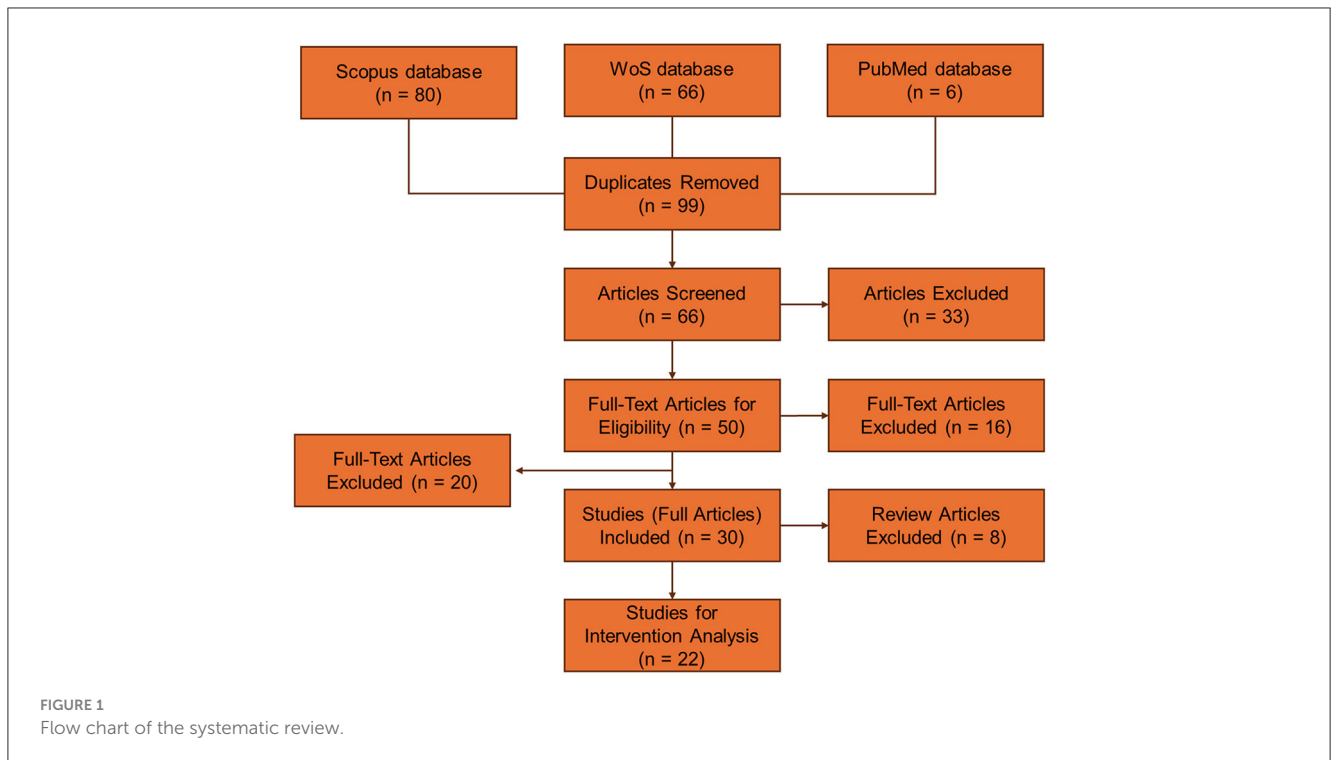 Scopus database
(n = 80)
WoS database
(n = 66)
PubMed database
(n = 6)
Duplicates Removed
(n = 99)
Articles Screened
(n = 66)
Articles Excluded
(n = 33)
Full-Text Articles for
Eligibility (n = 50)
Full-Text Articles
Excluded (n = 16)
Full-Text Articles
Excluded (n = 20)
Studies (Full Articles)
Included (n = 30)
Review Articles
Excluded (n = 8)
Studies for
Intervention Analysis
(n = 22)
FIGURE 1
Flow chart of the systematic review.